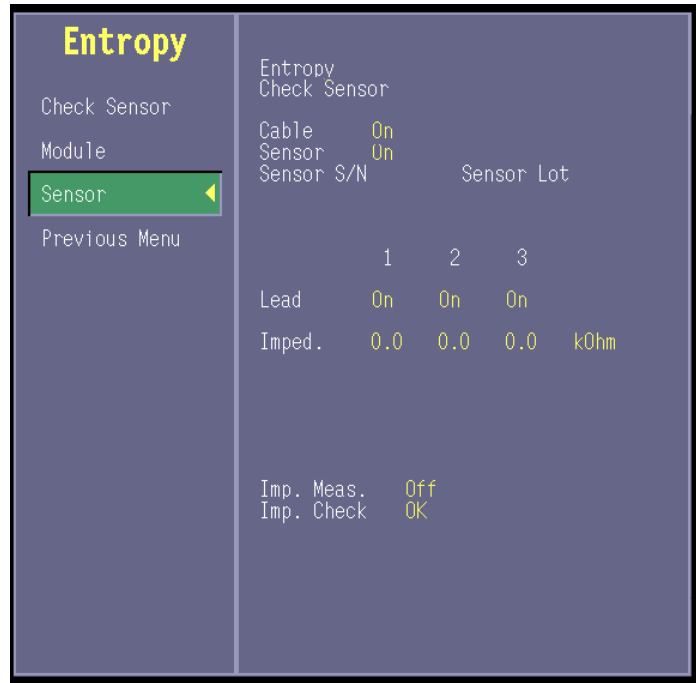 Entropy
Check Sensor
Module
Sensor
Previous Menu
Entropy
Check Sensor
Cable On
Sensor On
Sensor S/N Sensor Lot
1 2 3
Lead On On On
Imped. 0.0 0.0 0.0 kOhm
Imp. Meas. Off
Imp. Check OK